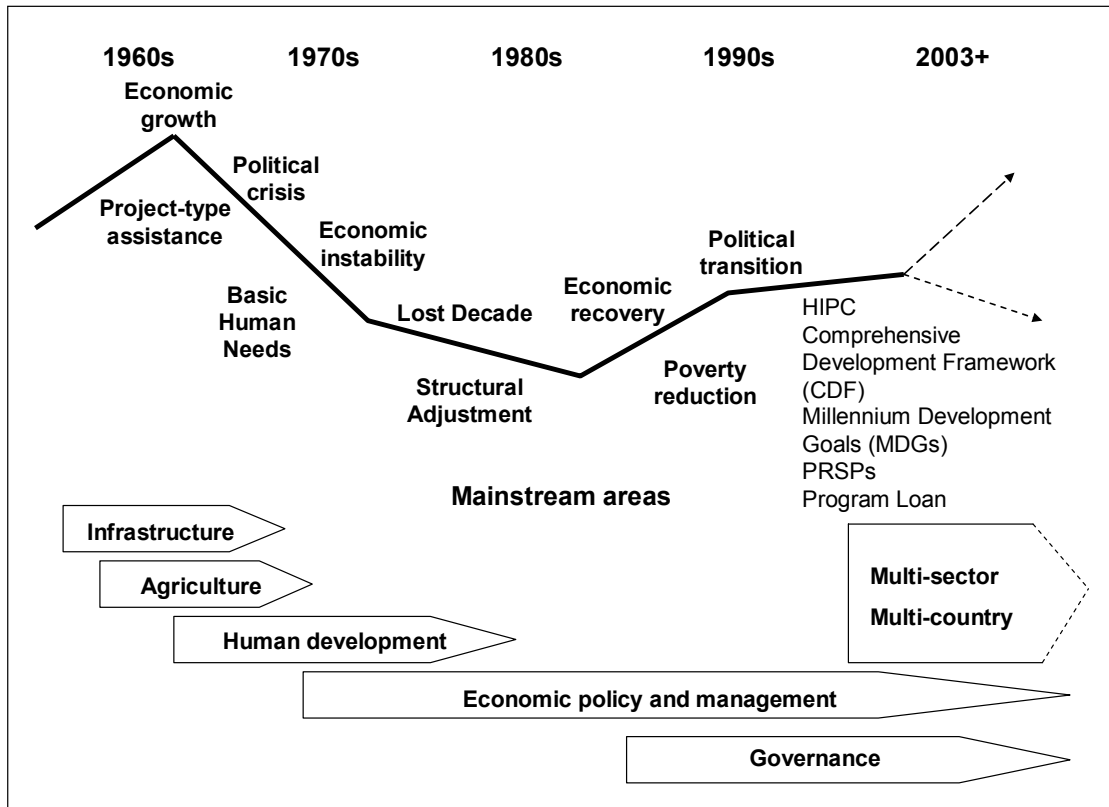 1960s 1970s 1980s 1990s 2003+
Economic
growth
Political
crisis
Project-type
assistance
Economic
instability
Political
transition
Basic
Human
Needs
Lost Decade
Economic
recovery
Structural
Adjustment
Poverty
reduction
HIPC
Comprehensive
Development Framework
(CDF)
Millennium Development
Goals (MDGs)
PRSPs
Program Loan
Mainstream areas
Infrastructure
Agriculture
Human development
Multi-sector
Multi-country
Economic policy and management
Governance